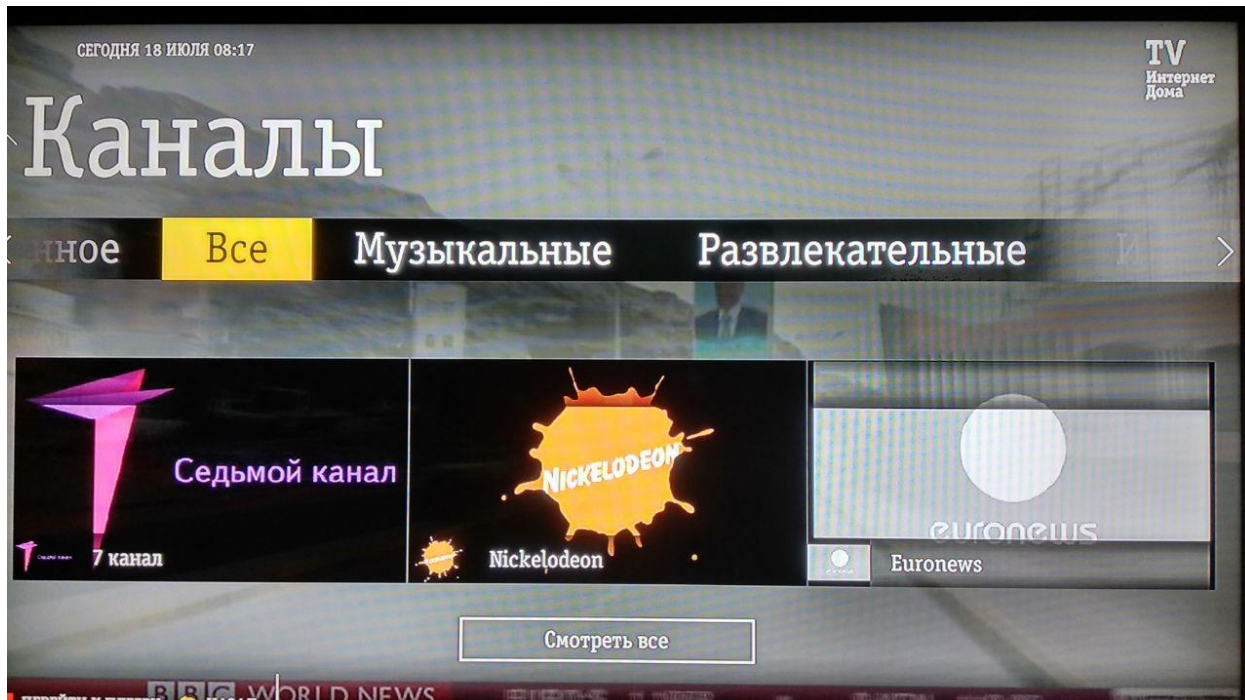 СЕГОДНЯ 18 ИЮЛЯ 08:17
TV
Интернет
Дома
Каналы
нное Все Музыкальные Развлекательные И
Седьмой канал
NICKELODEON
euronews
7 канал
Nickelodeon
Euronews
Смотреть все
BBC WORLD NEWS